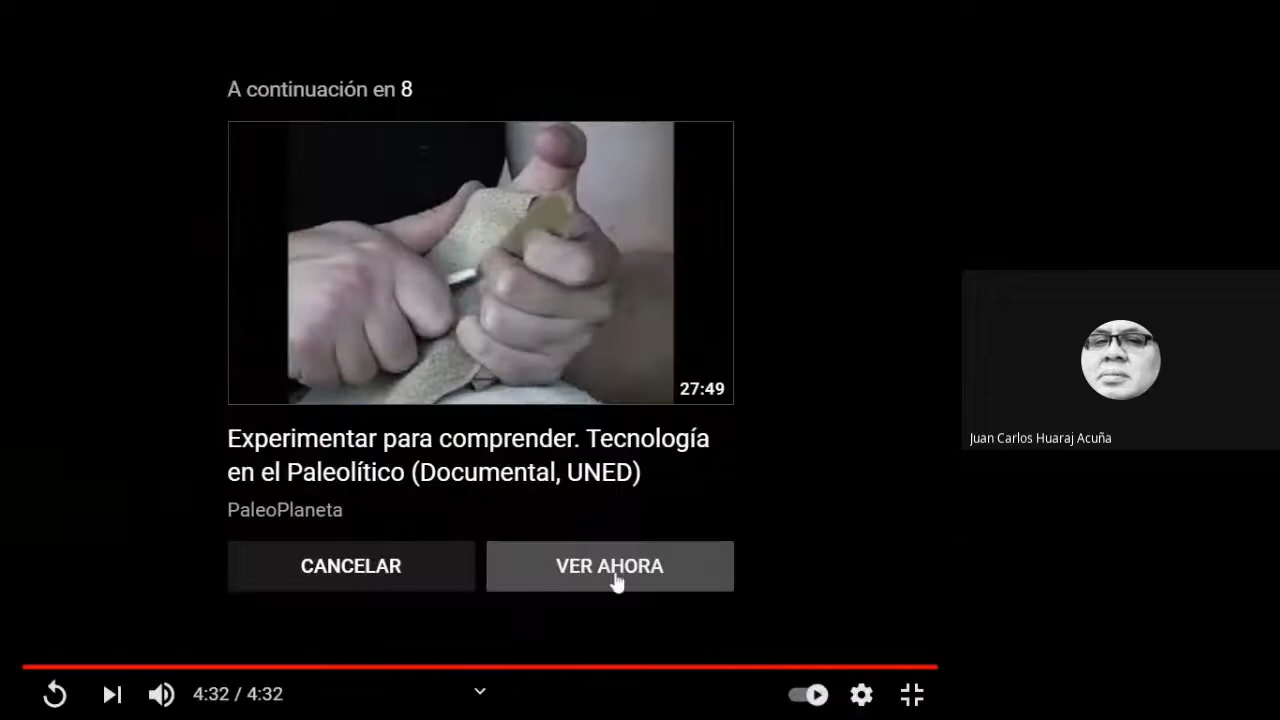 A continuación en 8
27:49
Experimentar para comprender. Tecnología
en el Paleolítico (Documental, UNED)
PaleoPlaneta
CANCELAR
VER AHORA
Juan Carlos Huaraj Acuña
4:32 / 4:32